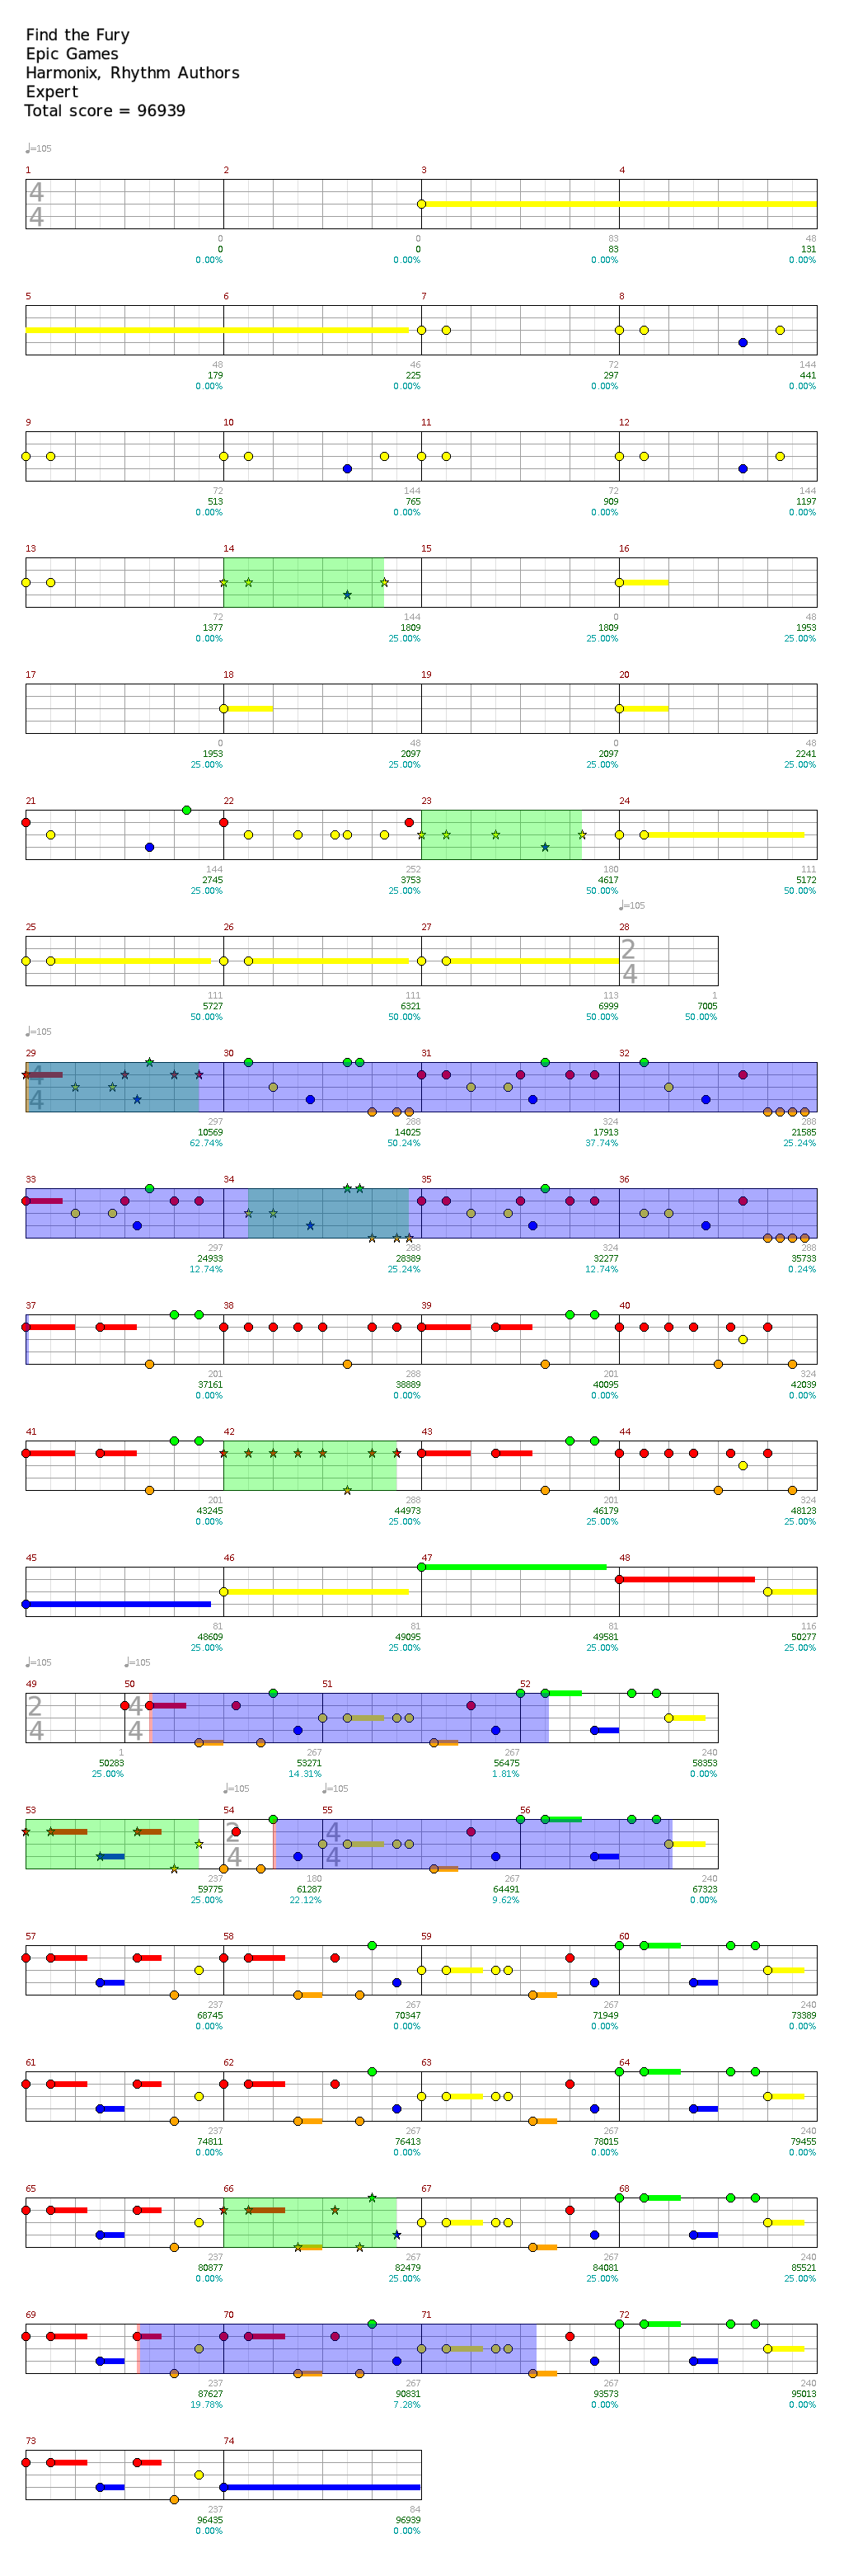 Find the Fury
Epic Games
Harmonix, Rhythm Authors
Expert
Total score = 96939
♩=105
1 2 3 4
4
4
0 0 83 48
0 0 83 131
0.00% 0.00% 0.00% 0.00%
5 6 7 8
48 46 72 144
179 225 297 441
0.00% 0.00% 0.00% 0.00%
9 10 11 12
72 144 72 144
513 765 909 1197
0.00% 0.00% 0.00% 0.00%
13 14 15 16
72 144 0 48
1377 1809 1809 1953
0.00% 25.00% 25.00% 25.00%
17 18 19 20
0 48 0 48
1953 2097 2097 2241
25.00% 25.00% 25.00% 25.00%
21 22 23 24
144 252 180 111
2745 3753 4617 5172
25.00% 25.00% 50.00% 50.00%
♩=105
25 26 27 28
2
4
111 111 113 1
5727 6321 6999 7005
50.00% 50.00% 50.00% 50.00%
♩=105
29 30 31 32
4
4
297 288 324 288
10569 14025 17913 21585
62.74% 50.24% 37.74% 25.24%
33 34 35 36
297 288 324 288
24933 28389 32277 35733
12.74% 25.24% 12.74% 0.24%
37 38 39 40
201 288 201 324
37161 38889 40095 42039
0.00% 0.00% 0.00% 0.00%
41 42 43 44
201 288 201 324
43245 44973 46179 48123
0.00% 25.00% 25.00% 25.00%
45 46 47 48
81 81 81 116
48609 49095 49581 50277
25.00% 25.00% 25.00% 25.00%
♩=105 ♩=105
49 50 51 52
2 4
4 4
1 267 267 240
50283 53271 56475 58353
25.00% 14.31% 1.81% 0.00%
♩=105 ♩=105
53 54 55 56
2 4
4 4
237 180 267 240
59775 61287 64491 67323
25.00% 22.12% 9.62% 0.00%
57 58 59 60
237 267 267 240
68745 70347 71949 73389
0.00% 0.00% 0.00% 0.00%
61 62 63 64
237 267 267 240
74811 76413 78015 79455
0.00% 0.00% 0.00% 0.00%
65 66 67 68
237 267 267 240
80877 82479 84081 85521
0.00% 25.00% 25.00% 25.00%
69 70 71 72
237 267 267 240
87627 90831 93573 95013
19.78% 7.28% 0.00% 0.00%
73 74
237 84
96435 96939
0.00% 0.00%